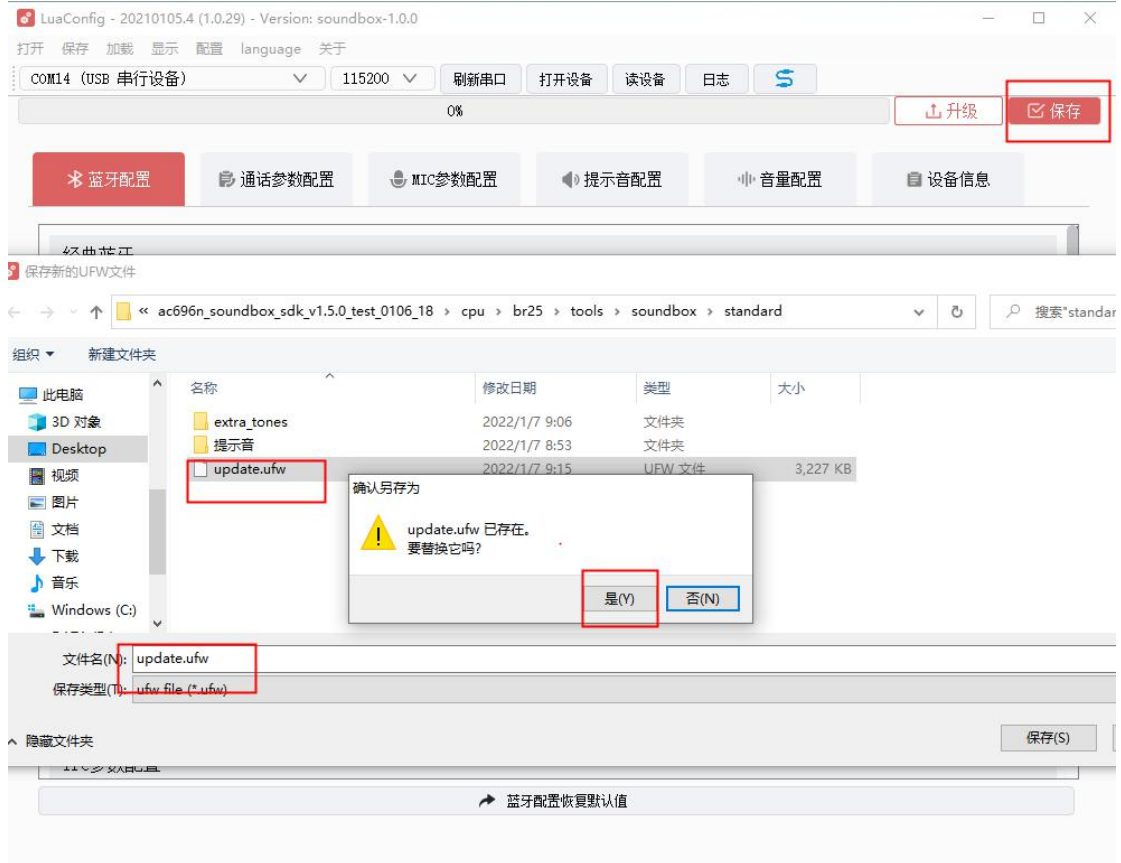 LuaConfig - 20210105.4 (1.0.29) - Version: soundbox-1.0.0
打开 保存 加载 显示 配置 language 关于
COM14 (USB 串行设备) 115200 刷新串口 打开设备 读设备 日志
0% 升级 保存
蓝牙配置 通话参数配置 MIC参数配置 提示音配置 音量配置 设备信息
经典蓝牙
保存新的UFW文件
« ac696n_soundbox_sdk_v1.5.0_test_0106_18 › cpu › br25 › tools › soundbox › standard 搜索"standar
组织 新建文件夹
名称 修改日期 类型 大小
此电脑
3D 对象
Desktop
视频
图片
文档
下载
音乐
Windows (C:)
extra_tones 2022/1/7 9:06 文件夹
提示音 2022/1/7 8:53 文件夹
update.ufw 2022/1/7 9:15 UFW 文件 3,227 KB
确认另存为
update.ufw 已存在。
要替换它吗?
是(Y) 否(N)
文件名(N): update.ufw
保存类型(T): ufw file (*.ufw)
隐藏文件夹 保存(S)
蓝牙配置恢复默认值